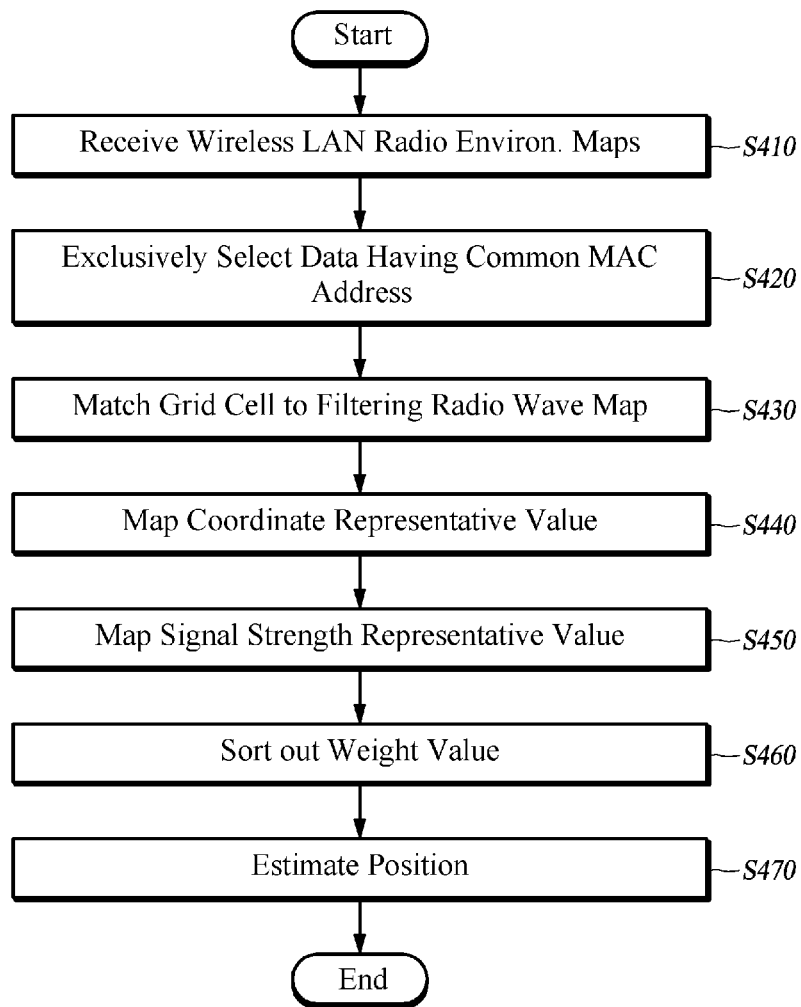 Start
Receive Wireless LAN Radio Environ. Maps
S410
Exclusively Select Data Having Common MAC
Address
S420
Match Grid Cell to Filtering Radio Wave Map
S430
Map Coordinate Representative Value
S440
Map Signal Strength Representative Value
S450
Sort out Weight Value
S460
Estimate Position
S470
End